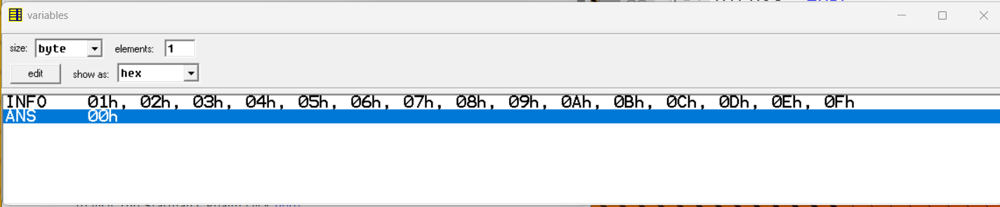 variables
size: byte elements: 1
edit show as: hex
INFO 01h, 02h, 03h, 04h, 05h, 06h, 07h, 08h, 09h, 0Ah, 0Bh, 0Ch, 0Dh, 0Eh, 0Fh
ANS 00h